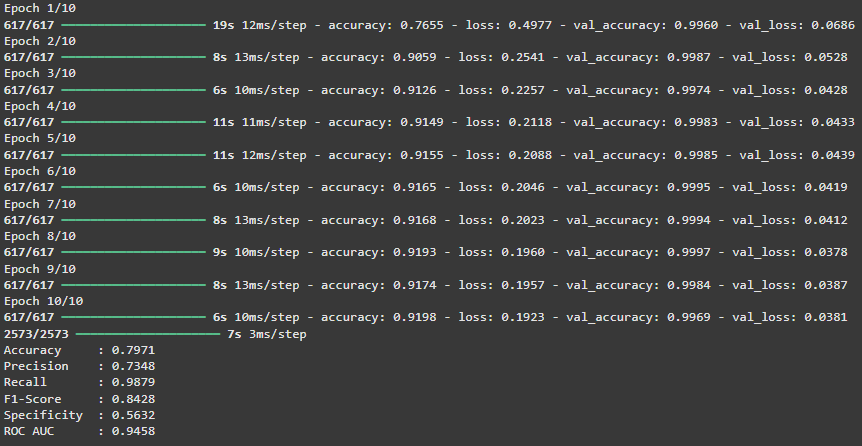 Epoch 1/10
617/617 ━━━━━━━━━━━━━━━━━━━━ 19s 12ms/step - accuracy: 0.7655 - loss: 0.4977 - val_accuracy: 0.9960 - val_loss: 0.0686
Epoch 2/10
617/617 ━━━━━━━━━━━━━━━━━━━━ 8s 13ms/step - accuracy: 0.9059 - loss: 0.2541 - val_accuracy: 0.9987 - val_loss: 0.0528
Epoch 3/10
617/617 ━━━━━━━━━━━━━━━━━━━━ 6s 10ms/step - accuracy: 0.9126 - loss: 0.2257 - val_accuracy: 0.9974 - val_loss: 0.0428
Epoch 4/10
617/617 ━━━━━━━━━━━━━━━━━━━━ 11s 11ms/step - accuracy: 0.9149 - loss: 0.2118 - val_accuracy: 0.9983 - val_loss: 0.0433
Epoch 5/10
617/617 ━━━━━━━━━━━━━━━━━━━━ 11s 12ms/step - accuracy: 0.9155 - loss: 0.2088 - val_accuracy: 0.9985 - val_loss: 0.0439
Epoch 6/10
617/617 ━━━━━━━━━━━━━━━━━━━━ 6s 10ms/step - accuracy: 0.9165 - loss: 0.2046 - val_accuracy: 0.9995 - val_loss: 0.0419
Epoch 7/10
617/617 ━━━━━━━━━━━━━━━━━━━━ 8s 13ms/step - accuracy: 0.9168 - loss: 0.2023 - val_accuracy: 0.9994 - val_loss: 0.0412
Epoch 8/10
617/617 ━━━━━━━━━━━━━━━━━━━━ 9s 10ms/step - accuracy: 0.9193 - loss: 0.1960 - val_accuracy: 0.9997 - val_loss: 0.0378
Epoch 9/10
617/617 ━━━━━━━━━━━━━━━━━━━━ 8s 13ms/step - accuracy: 0.9174 - loss: 0.1957 - val_accuracy: 0.9984 - val_loss: 0.0387
Epoch 10/10
617/617 ━━━━━━━━━━━━━━━━━━━━ 6s 10ms/step - accuracy: 0.9198 - loss: 0.1923 - val_accuracy: 0.9969 - val_loss: 0.0381
2573/2573 ━━━━━━━━━━━━━━━━━━━━ 7s 3ms/step
Accuracy : 0.7971
Precision : 0.7348
Recall : 0.9879
F1-Score : 0.8428
Specificity : 0.5632
ROC AUC : 0.9458